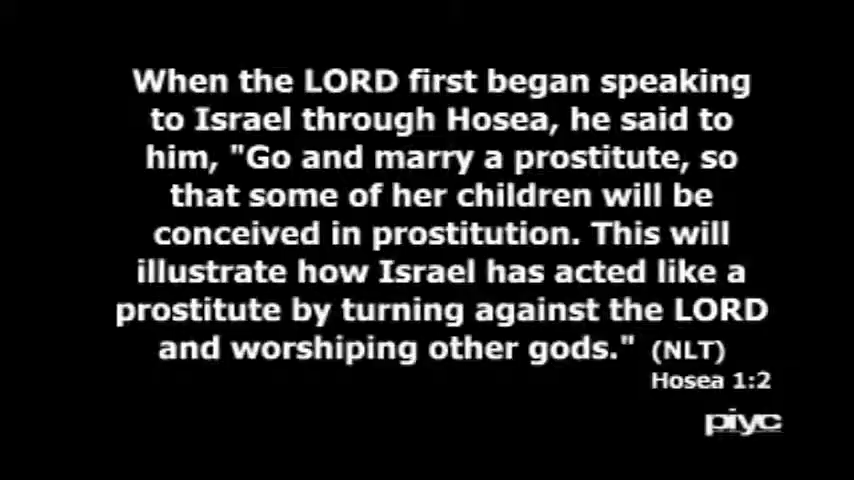 When the LORD first began speaking
to Israel through Hosea, he said to
him, "Go and marry a prostitute, so
that some of her children will be
conceived in prostitution. This will
illustrate how Israel has acted like a
prostitute by turning against the LORD
and worshiping other gods." (NLT)
Hosea 1:2
piyc